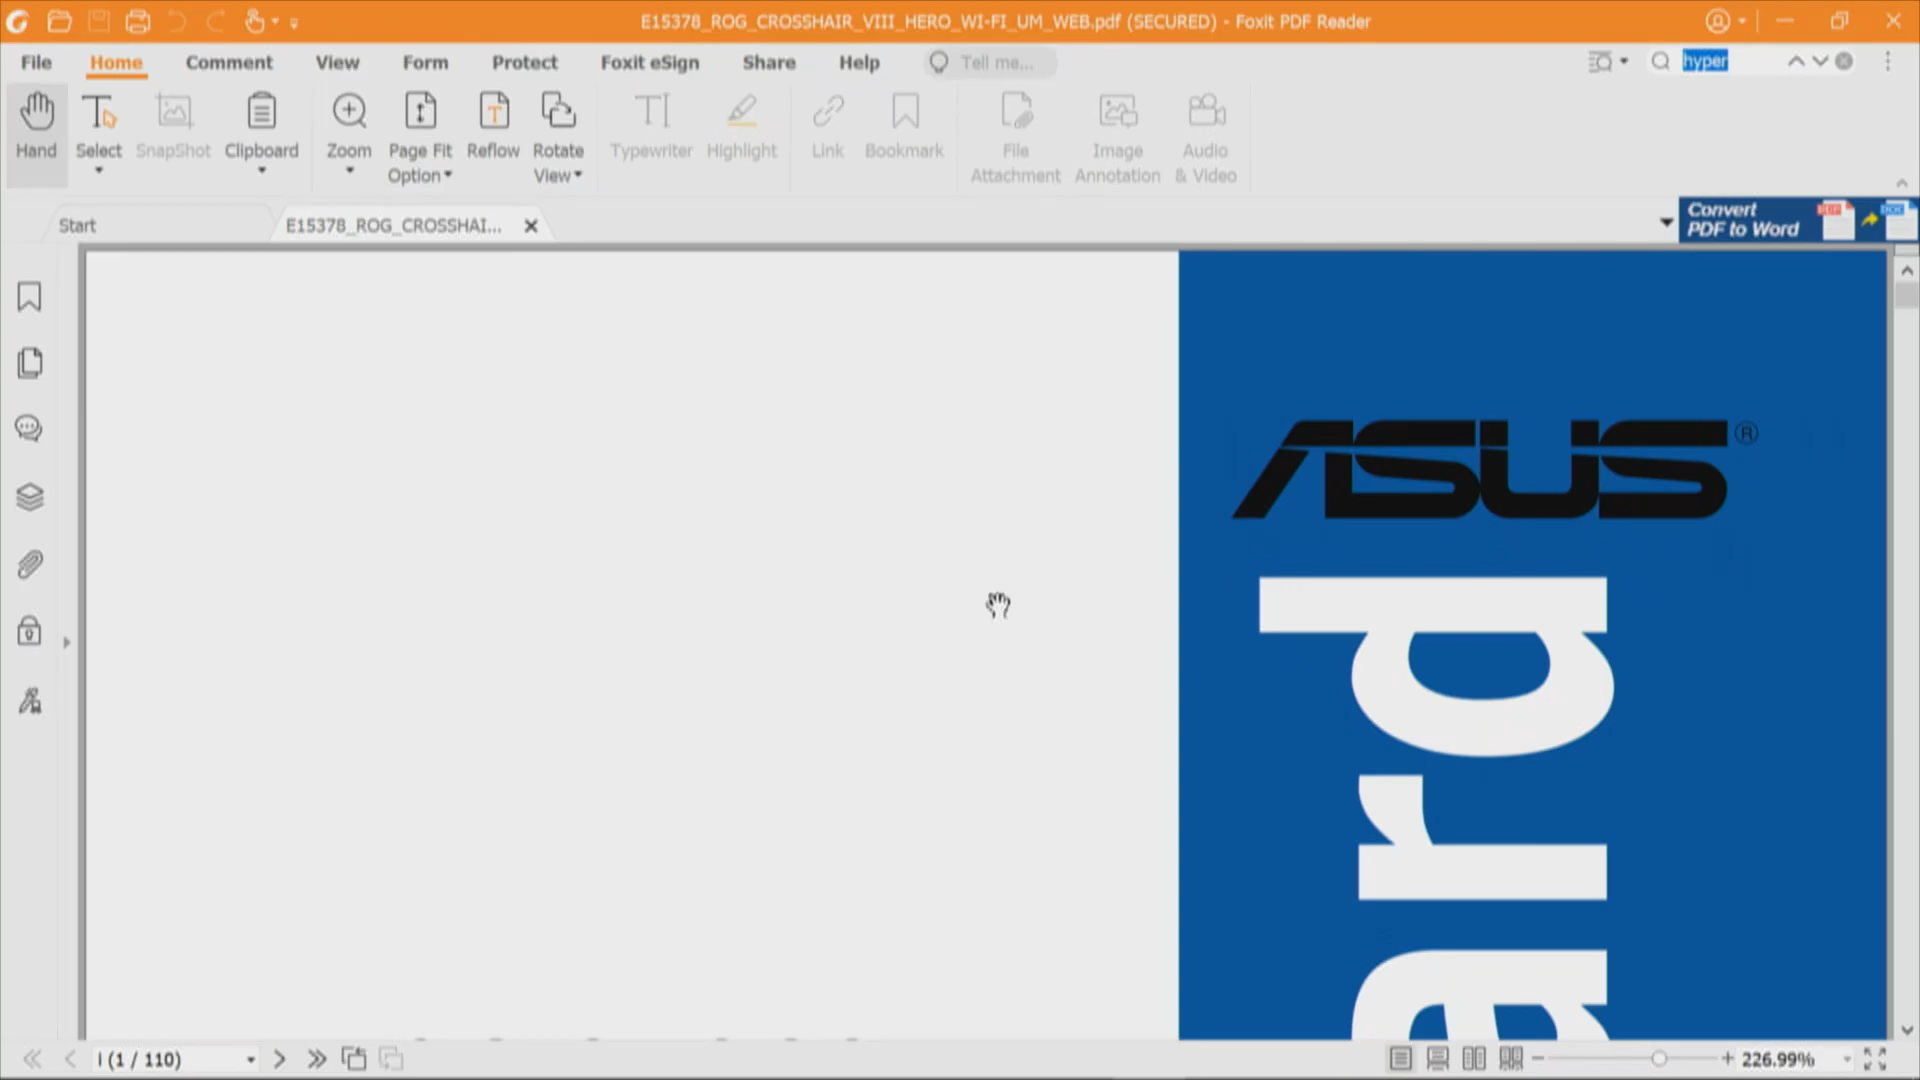 E15378_ROG_CROSSHAIR_VIII_HERO_WI-FI_UM_WEB.pdf (SECURED) - Foxit PDF Reader
File Home Comment View Form Protect Foxit eSign Share Help Tell me... hyper
Hand Select SnapShot Clipboard Zoom Page Fit Option Reflow Rotate View Typewriter Highlight Link Bookmark File Attachment Image Annotation Audio & Video
Start E15378_ROG_CROSSHAI...
Convert
PDF to Word
ASUS®
ard
i (1 / 110) 226.99%